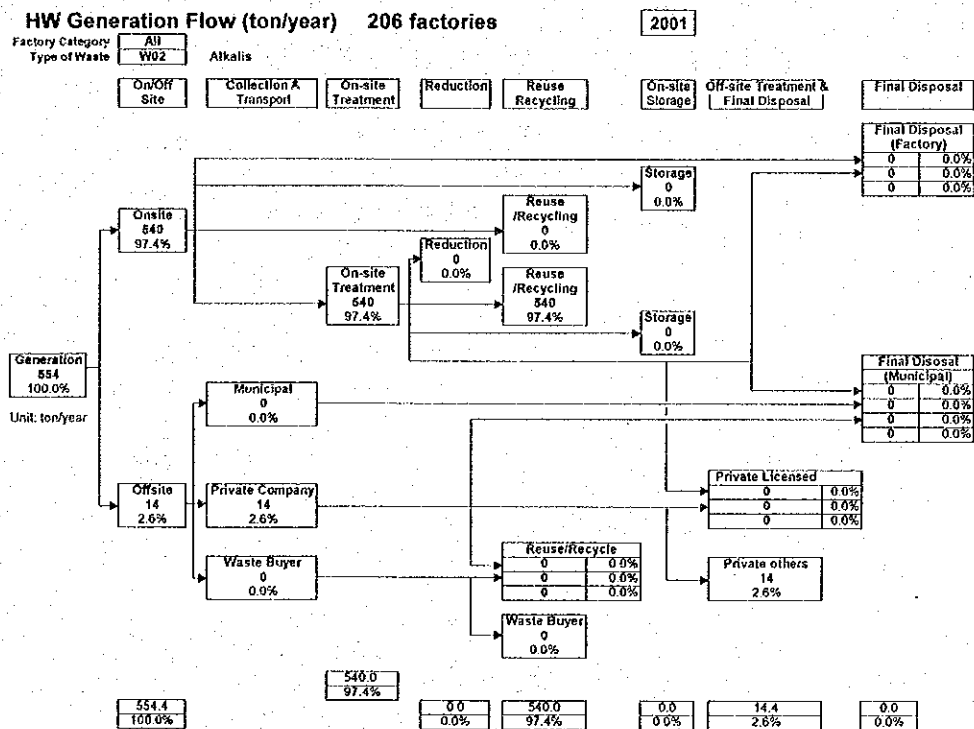 HW Generation Flow (ton/year) 206 factories 2001
Factory Category All
Type of Waste W02 Alkalis
On/Off Site
Collection & Transport
On-site Treatment
Reduction
Reuse Recycling
On-site Storage
Off-site Treatment & Final Disposal
Final Disposal
Final Disposal
(Factory)
0 0.0%
0 0.0%
0 0.0%
Storage
0
0.0%
Onsite
540
97.4%
Reuse
/Recycling
0
0.0%
Reduction
0
0.0%
On-site
Treatment
540
97.4%
Reuse
/Recycling
540
97.4%
Storage
0
0.0%
Generation
554
100.0%
Unit: ton/year
Municipal
0
0.0%
Final Disosal
(Municipal)
0 0.0%
0 0.0%
0 0.0%
0 0.0%
Offsite
14
2.6%
Private Company
14
2.6%
Private Licensed
0 0.0%
0 0.0%
0 0.0%
Waste Buyer
0
0.0%
Reuse/Recycle
0 0.0%
0 0.0%
0 0.0%
Private others
14
2.6%
Waste Buyer
0
0.0%
540.0
97.4%
554.4 0.0 540.0 0.0 14.4 0.0
100.0% 0.0% 97.4% 0.0% 2.6% 0.0%